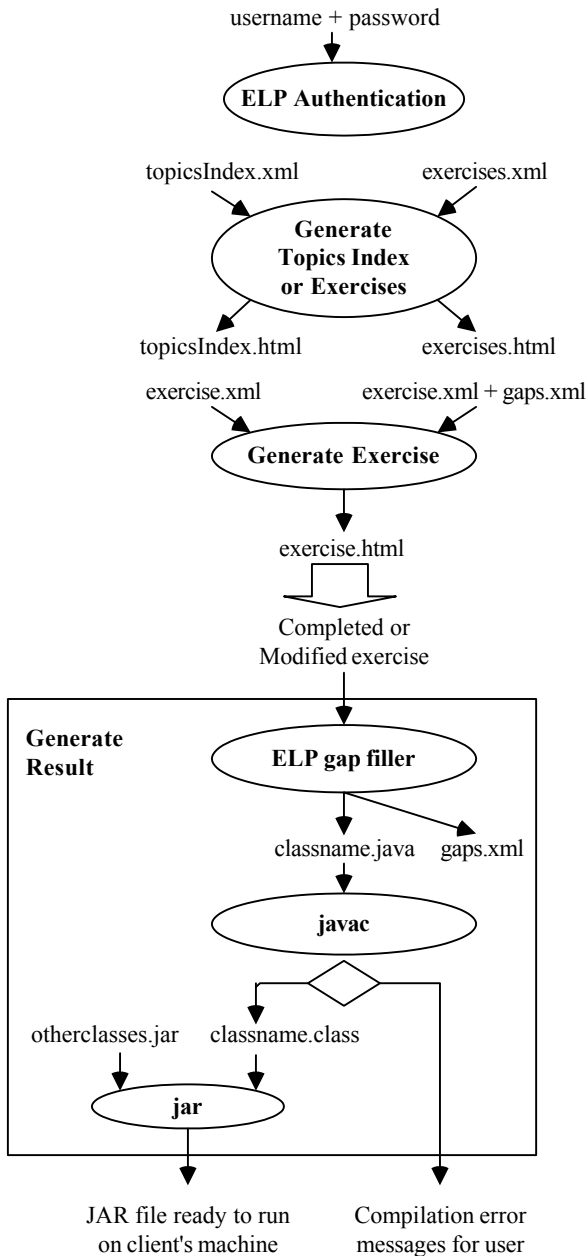 username + password
ELP Authentication
topicsIndex.xml exercises.xml
Generate
Topics Index
or Exercises
topicsIndex.html exercises.html
exercise.xml exercise.xml + gaps.xml
Generate Exercise
exercise.html
Completed or
Modified exercise
Generate
Result
ELP gap filler
classname.java gaps.xml
javac
otherclasses.jar classname.class
jar
JAR file ready to run
on client's machine
Compilation error
messages for user